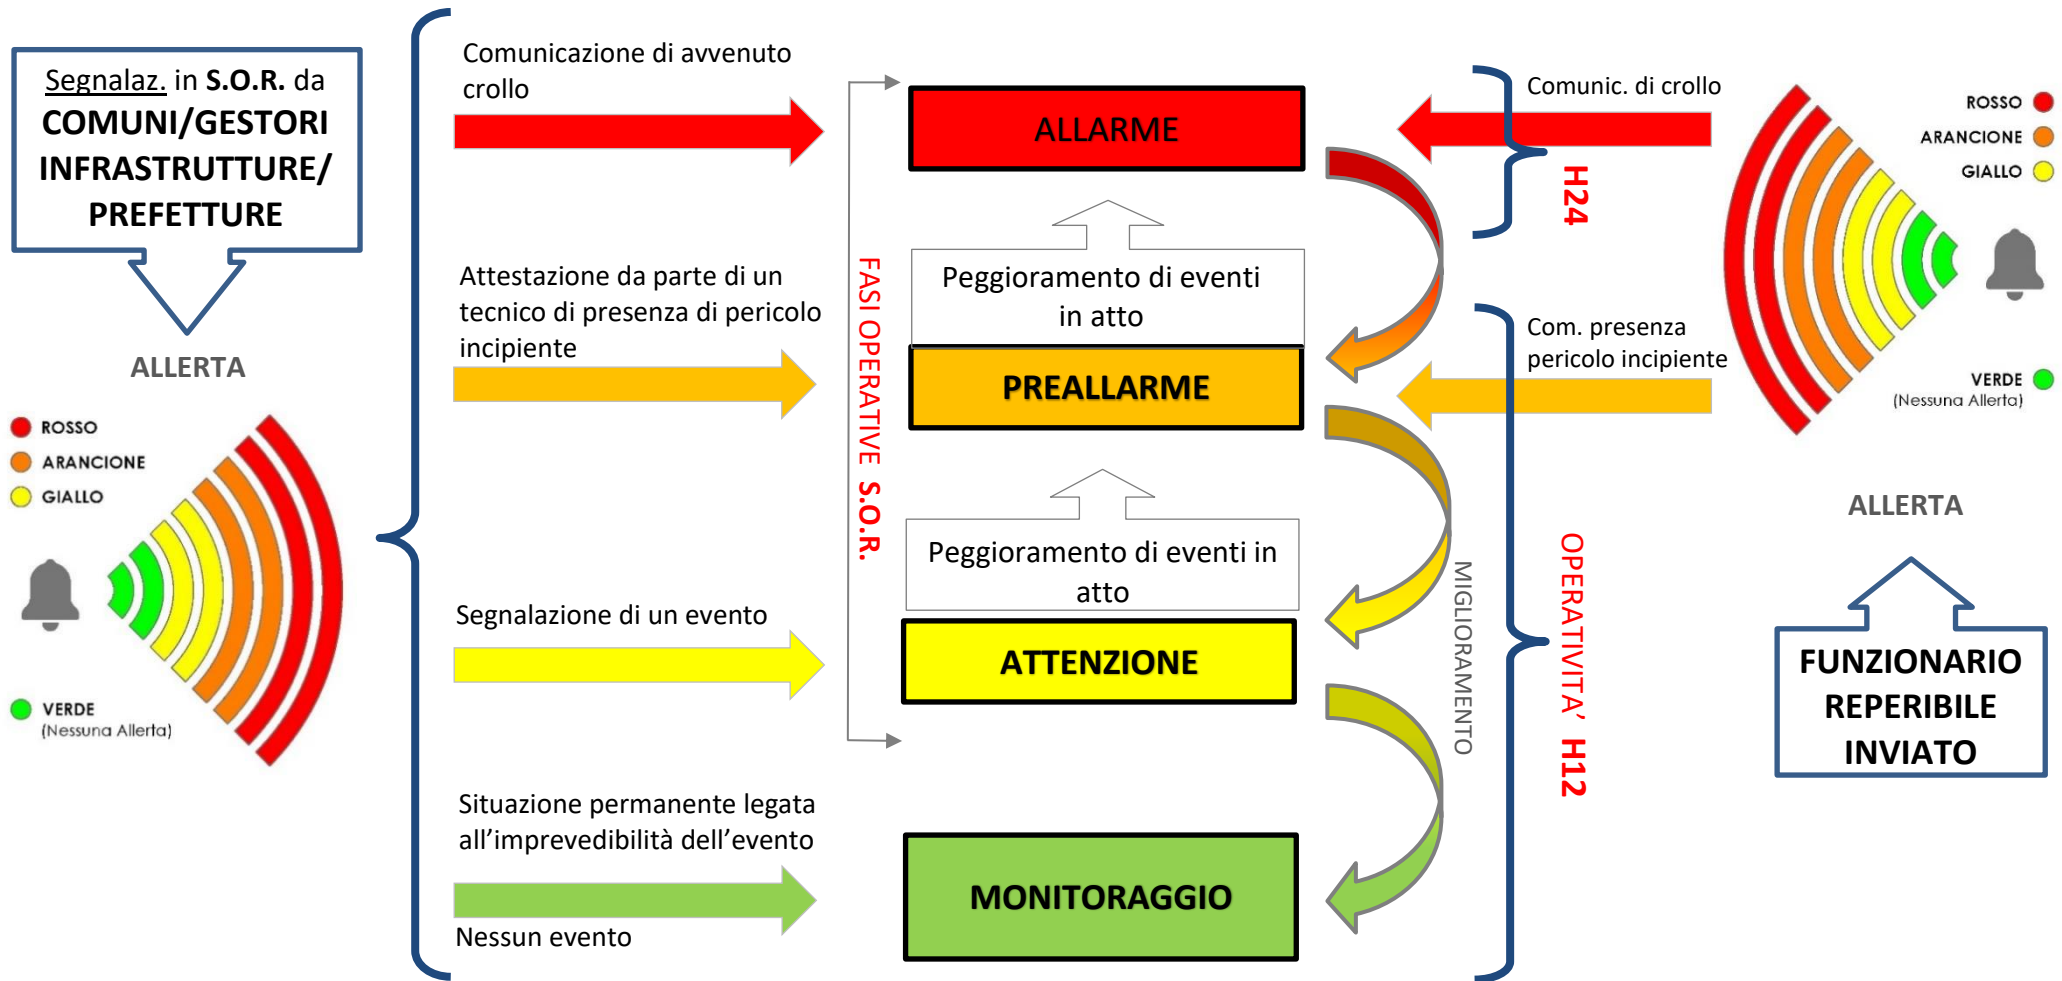 Segnalaz. in S.O.R. da
COMUNI/GESTORI
INFRASTRUTTURE/
PREFETTURE
ALLERTA
ROSSO
ARANCIONE
GIALLO
VERDE
(Nessuna Allerta)
Comunicazione di avvenuto
crollo
Attestazione da parte di un
tecnico di presenza di pericolo
incipiente
Segnalazione di un evento
Situazione permanente legata
all’imprevedibilità dell’evento
Nessun evento
FASI OPERATIVE S.O.R.
ALLARME
Peggioramento di eventi
in atto
PREALLARME
Peggioramento di eventi in
atto
ATTENZIONE
MONITORAGGIO
MIGLIORAMENTO
H24
OPERATIVITA’ H12
Comunic. di crollo
Com. presenza
pericolo incipiente
ROSSO
ARANCIONE
GIALLO
VERDE
(Nessuna Allerta)
ALLERTA
FUNZIONARIO
REPERIBILE
INVIATO